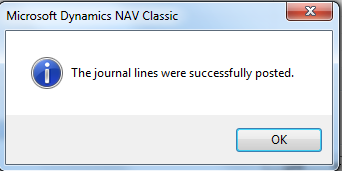 Microsoft Dynamics NAV Classic
The journal lines were successfully posted.
OK